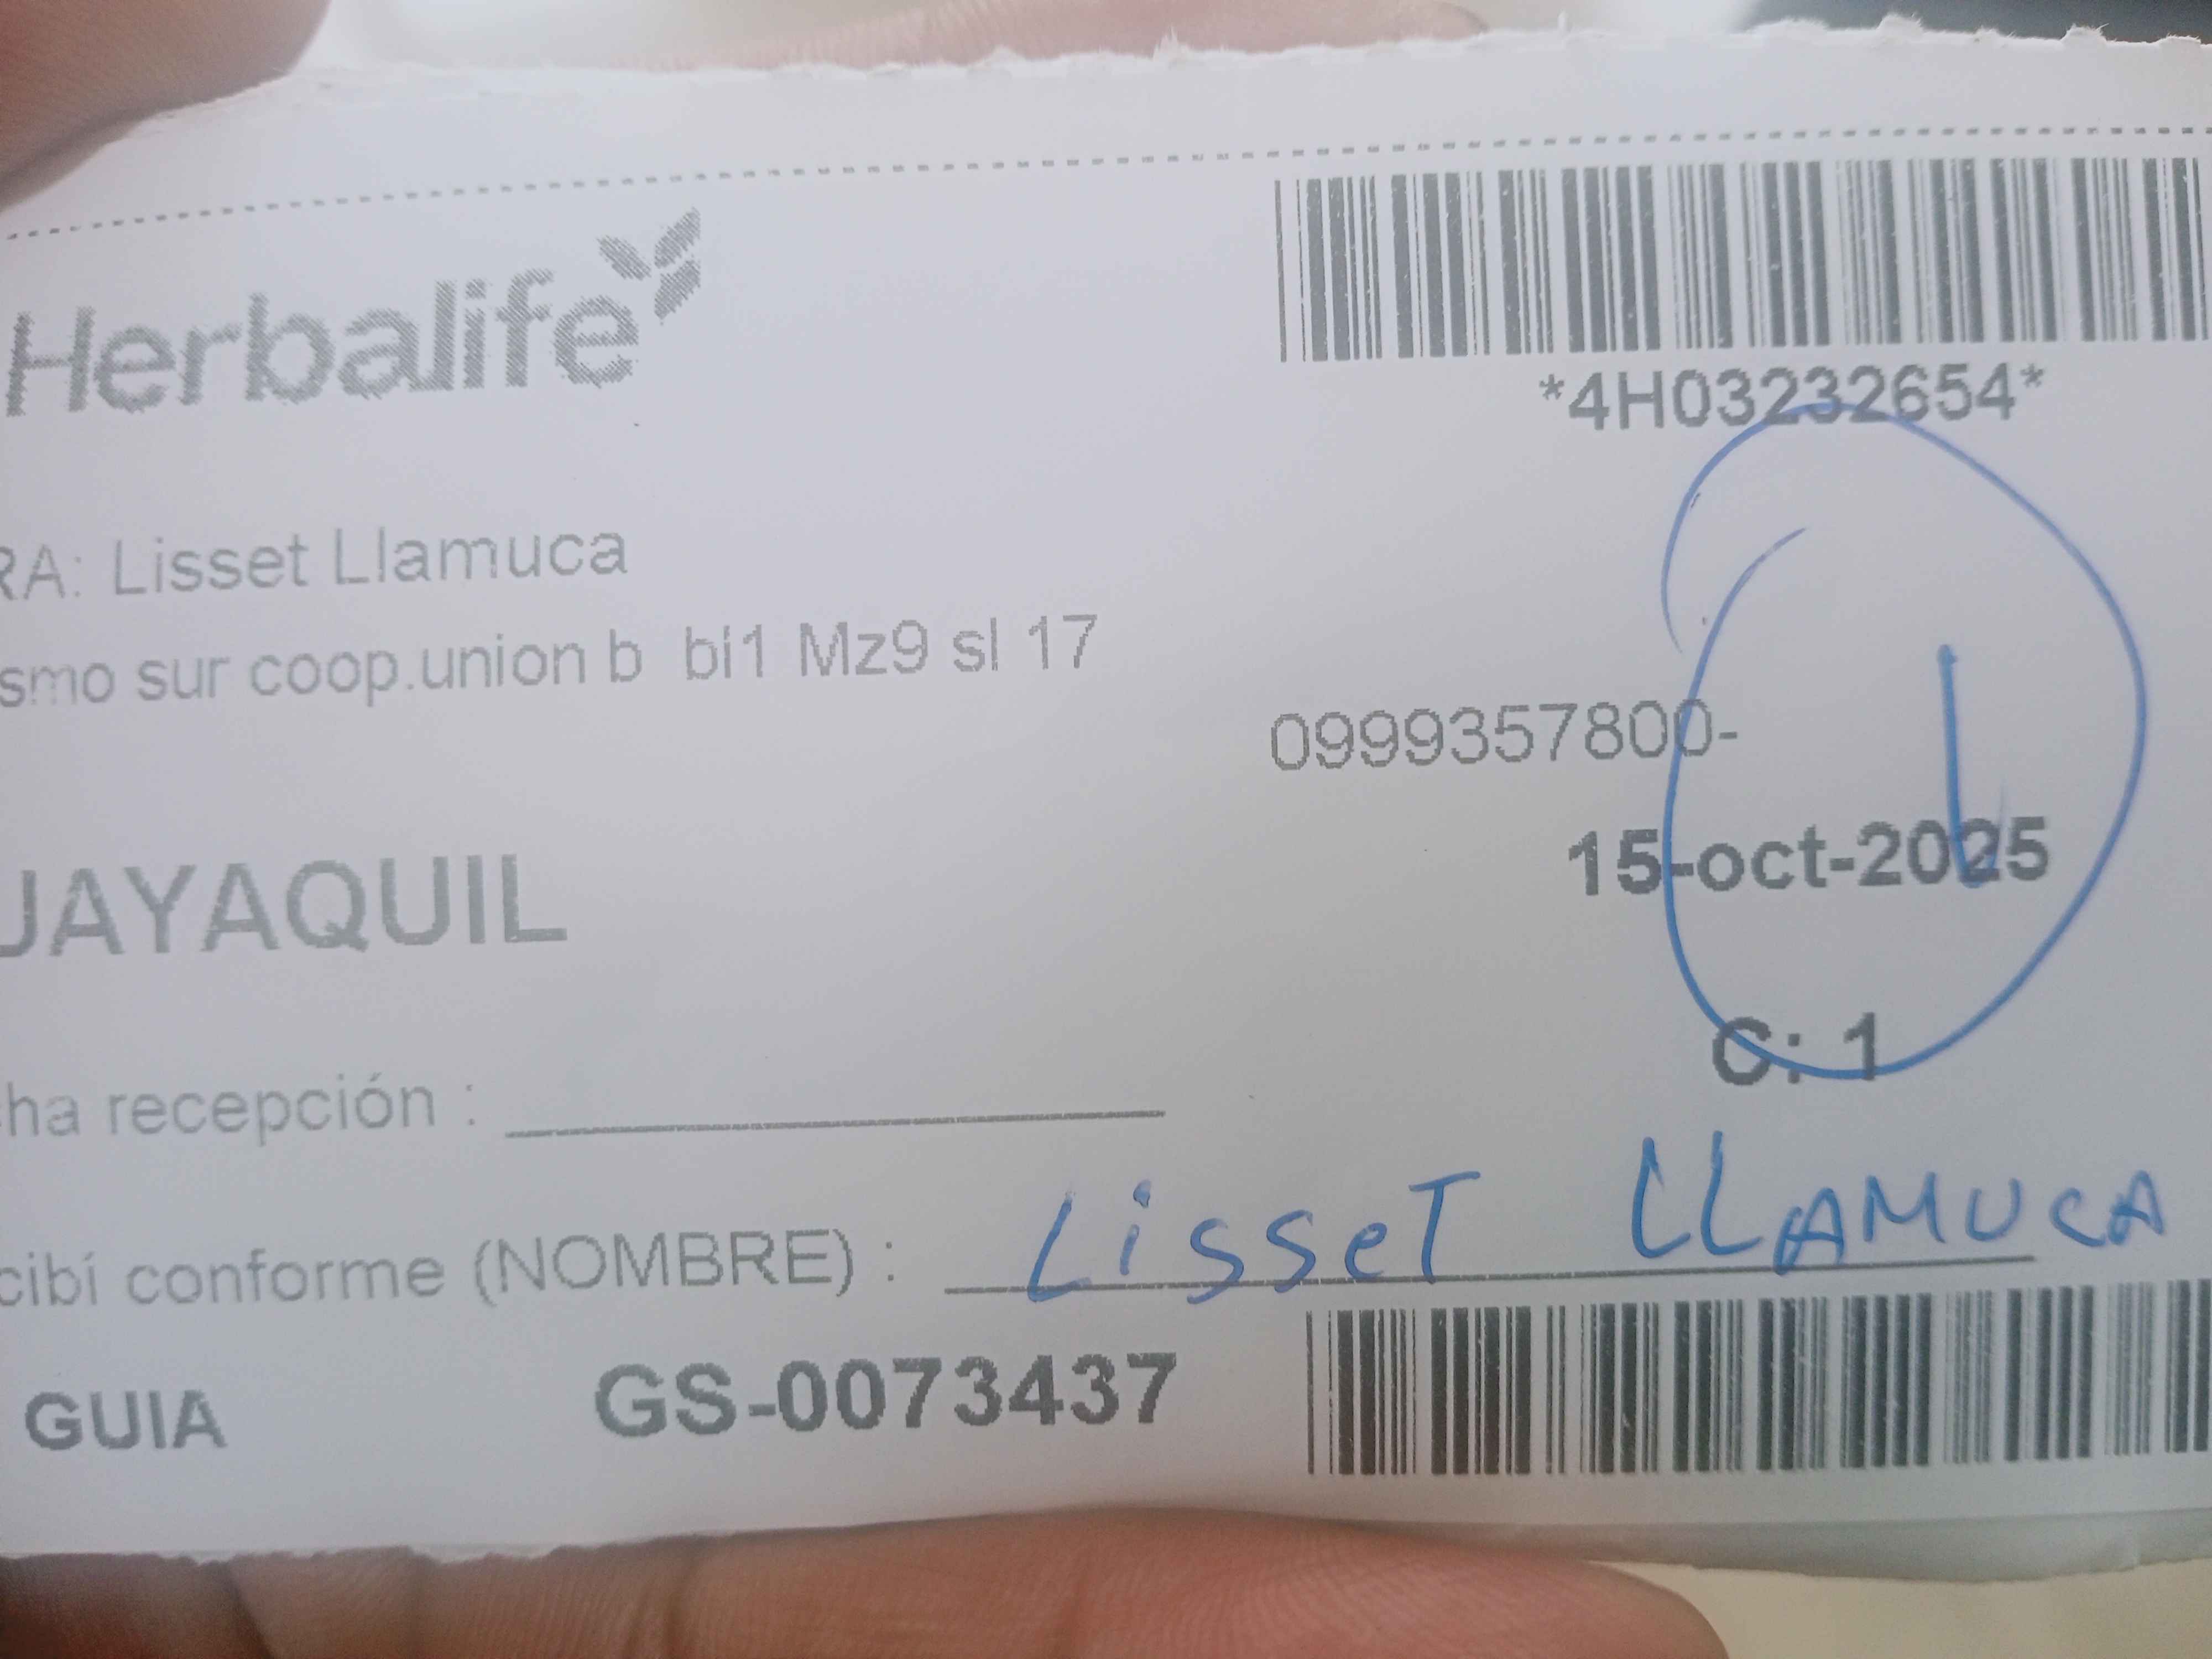 Herbalife
*4H03232654*
RA: Lisset Llamuca
smo sur coop.union b bl1 Mz9 sl 17
0999357800-
15-oct-2025
JAYAQUIL
C: 1
ha recepción :
cibí conforme (NOMBRE) : Lisset LLAMUCA
GUIA GS-0073437